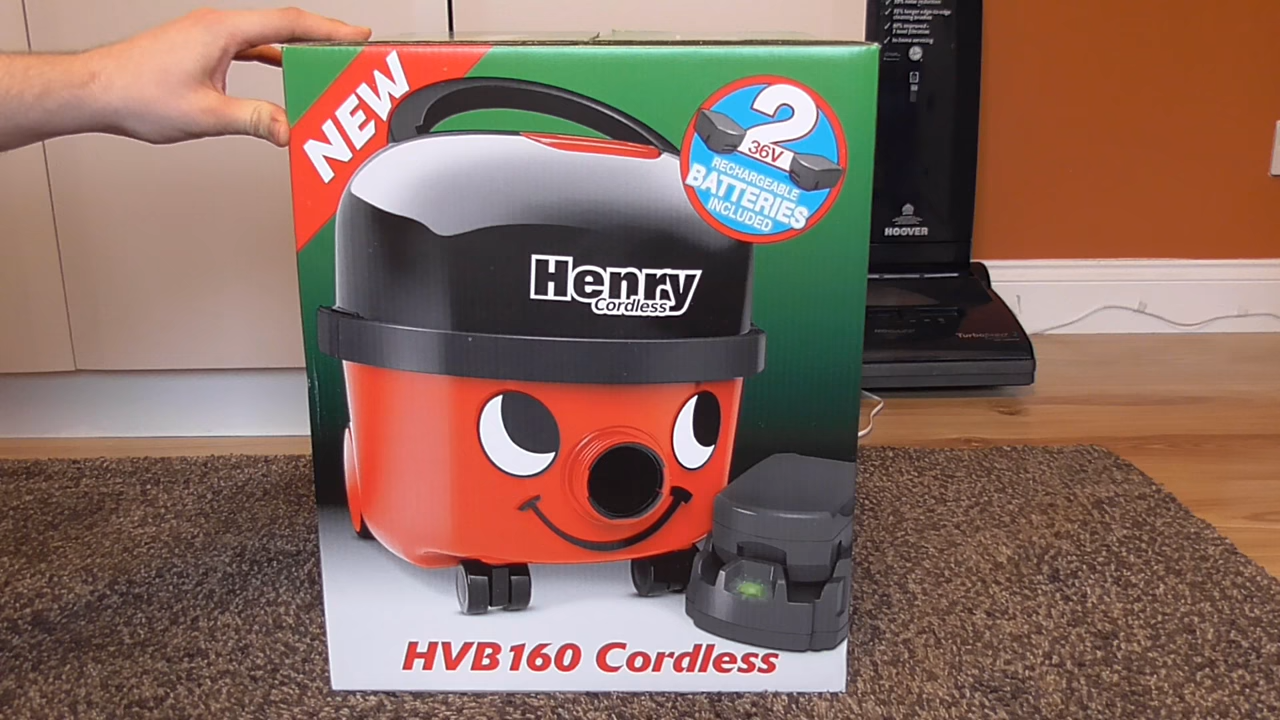 NEW
2
36V
RECHARGEABLE
BATTERIES
INCLUDED
Henry
Cordless
HVB160 Cordless
HOOVER